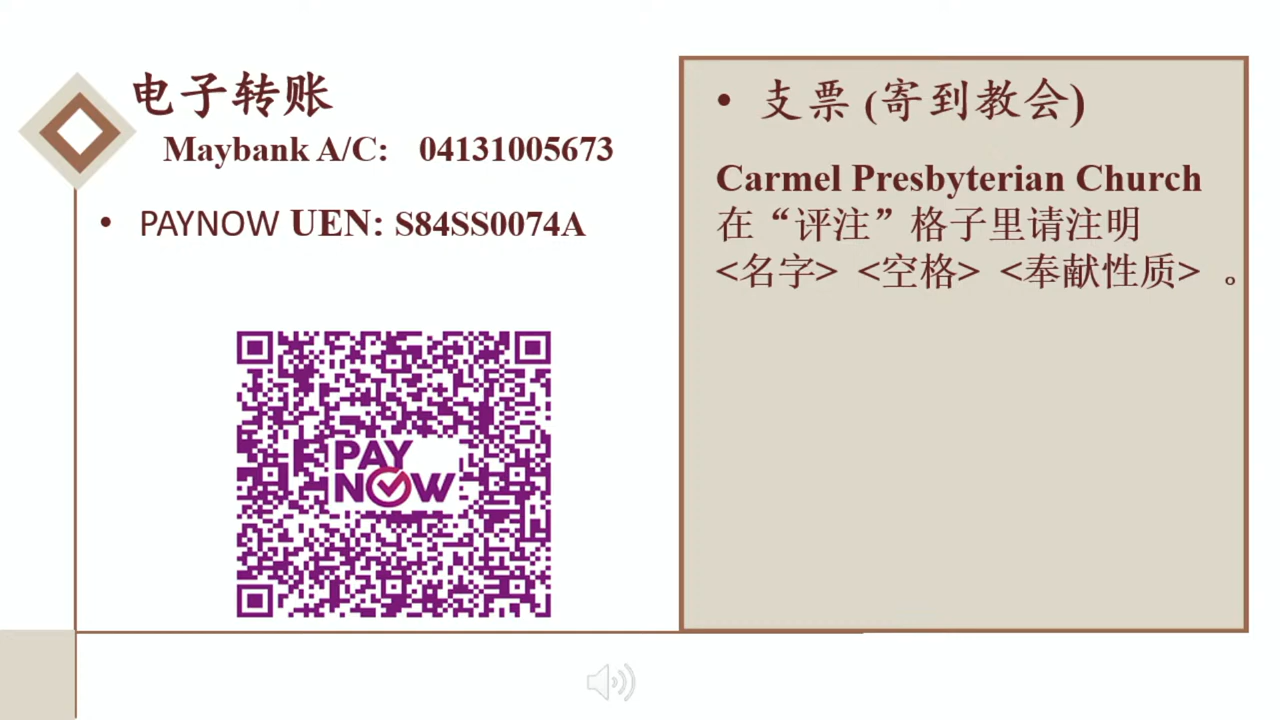 电子转账
Maybank A/C: 04131005673
• PAYNOW UEN: S84SS0074A
PAY
NOW
• 支票 (寄到教会)
Carmel Presbyterian Church
在“评注”格子里请注明
<名字> <空格> <奉献性质> 。